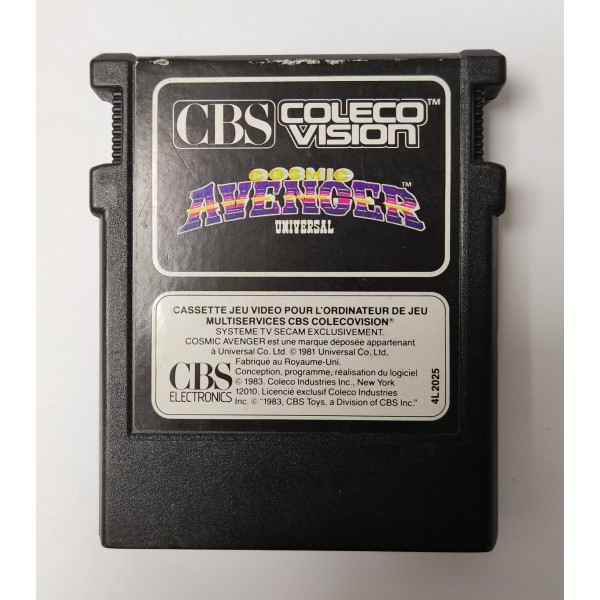 CBS COLECO VISION™
COSMIC
AVENGER™
UNIVERSAL
CASSETTE JEU VIDEO POUR L'ORDINATEUR DE JEU
MULTISERVICES CBS COLECOVISION®
SYSTEME TV SECAM EXCLUSIVEMENT.
COSMIC AVENGER est une marque déposée appartenant
à Universal Co. Ltd. © 1981 Universal Co. Ltd.
Fabriqué au Royaume-Uni.
Conception, programme, réalisation du logiciel
© 1983. Coleco Industries Inc., New York
12010. Licencié exclusif Coleco Industries
Inc. © "1983, CBS Toys, a Division of CBS Inc."
CBS
ELECTRONICS
4L2025